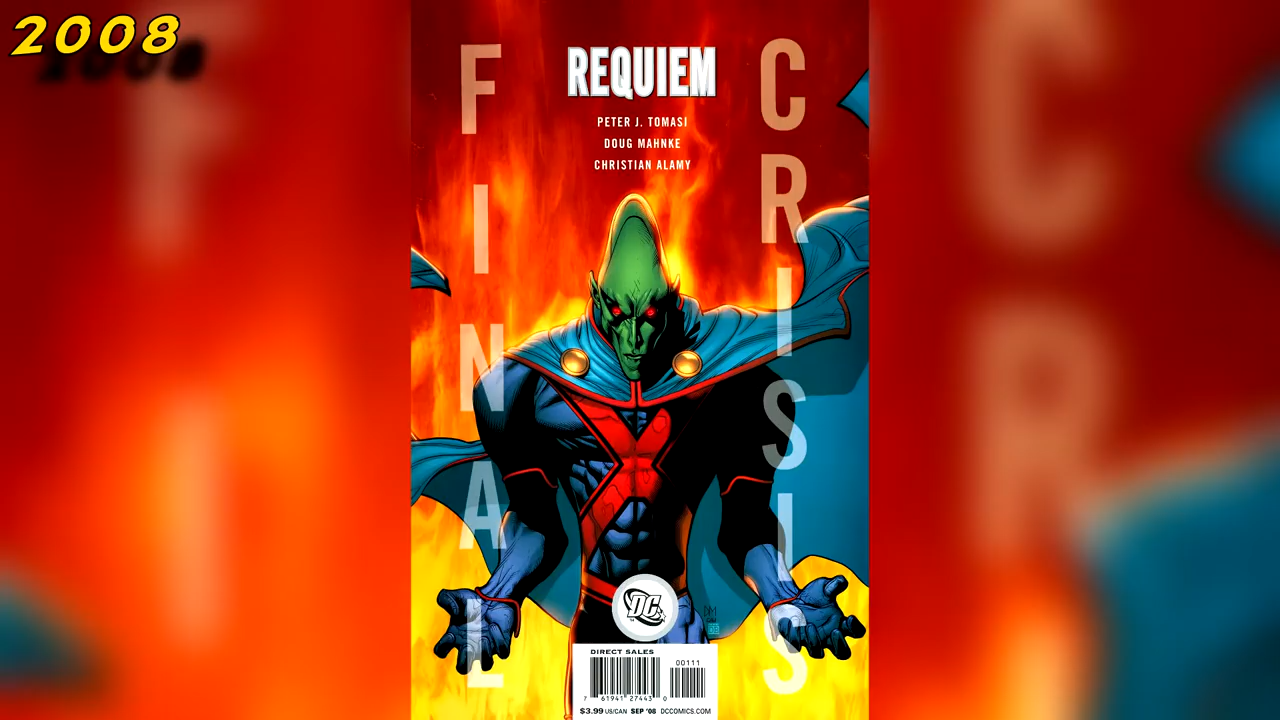 2008
REQUIEM
PETER J. TOMASI
DOUG MAHNKE
CHRISTIAN ALAMY
FINAL
CRISIS
DC
DIRECT SALES
00111
7 61941 27443 0
$3.99 US/CAN SEP '08 DCCOMICS.COM